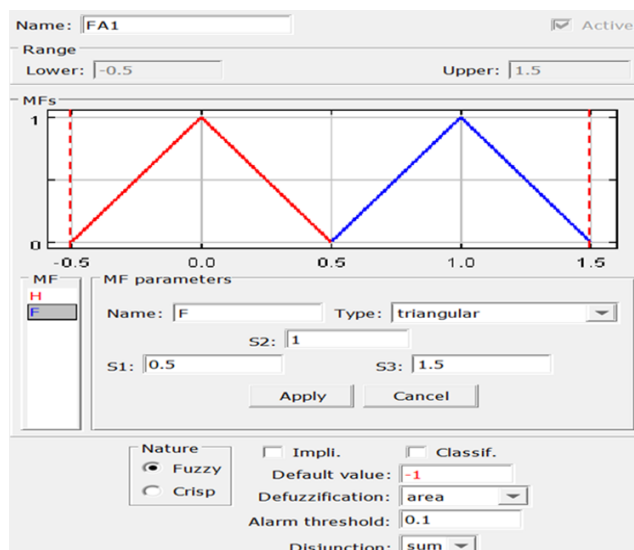 Name: FA1 Active
Range
Lower: -0.5 Upper: 1.5
MFs
1
0
-0.5 0.0 0.5 1.0 1.5
MF MF parameters
H
F
Name: F Type: triangular
S2: 1
S1: 0.5 S3: 1.5
Apply Cancel
Nature Impli. Classif.
Fuzzy Default value: -1
Crisp Defuzzification: area
Alarm threshold: 0.1
Disjunction: sum